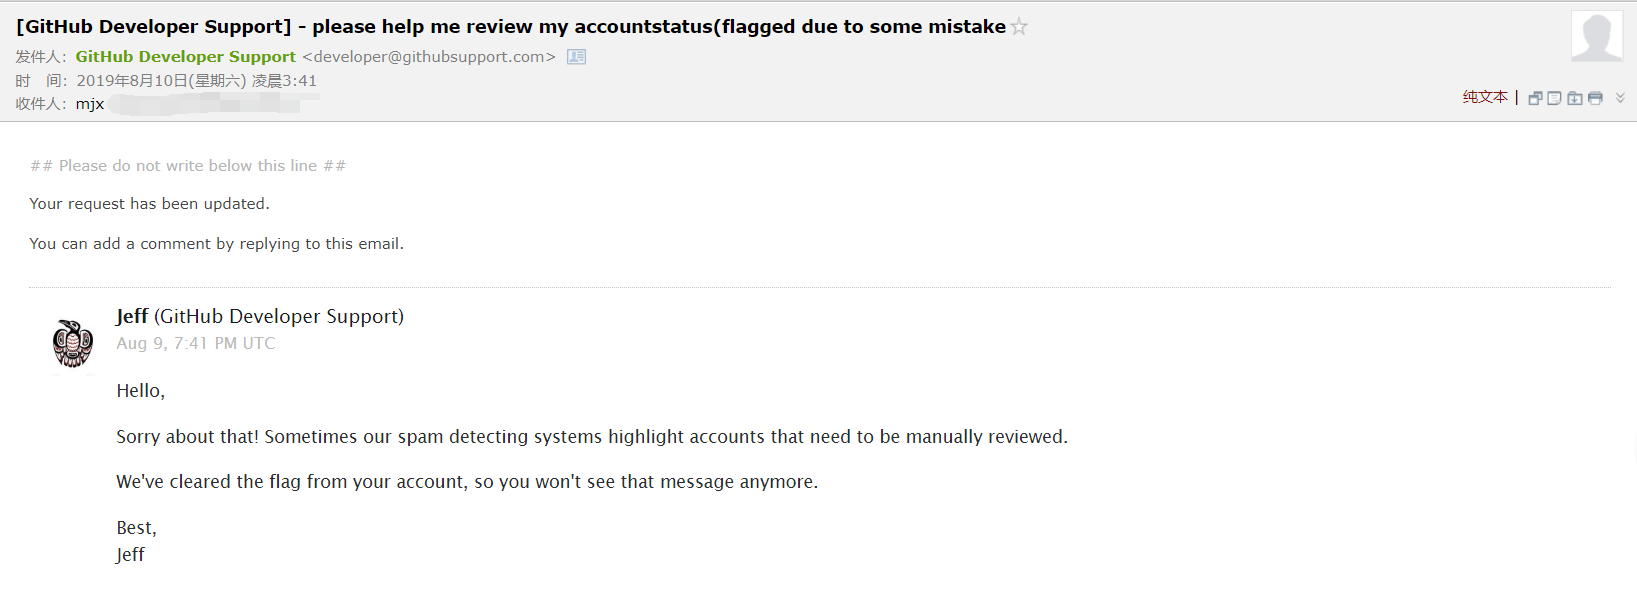 [GitHub Developer Support] - please help me review my accountstatus(flagged due to some mistake
发件人： GitHub Developer Support <developer@githubsupport.com>
时　间： 2019年8月10日(星期六) 凌晨3:41
收件人： mjx
纯文本 |
## Please do not write below this line ##
Your request has been updated.
You can add a comment by replying to this email.
Jeff (GitHub Developer Support)
Aug 9, 7:41 PM UTC
Hello,
Sorry about that! Sometimes our spam detecting systems highlight accounts that need to be manually reviewed.
We've cleared the flag from your account, so you won't see that message anymore.
Best,
Jeff